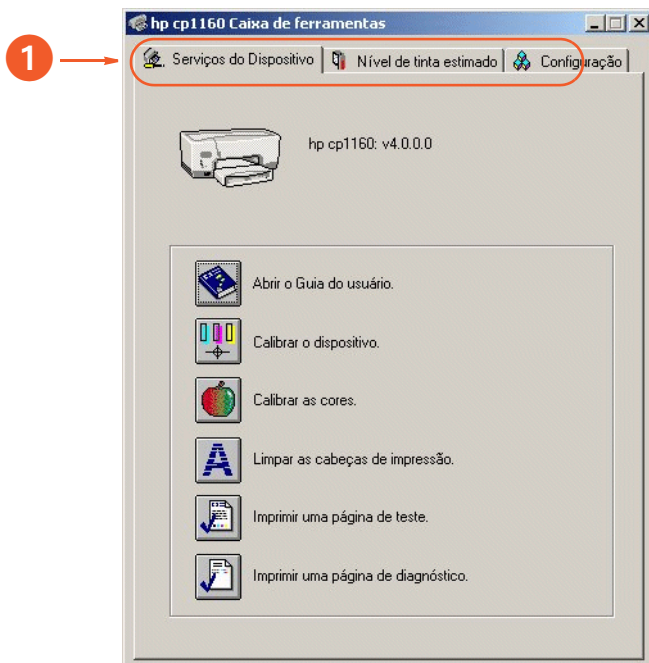 hp cp1160 Caixa de ferramentas
1
Serviços do Dispositivo
Nível de tinta estimado
Configuração
hp cp1160: v4.0.0.0
Abrir o Guia do usuário.
Calibrar o dispositivo.
Calibrar as cores.
Limpar as cabeças de impressão.
Imprimir uma página de teste.
Imprimir uma página de diagnóstico.